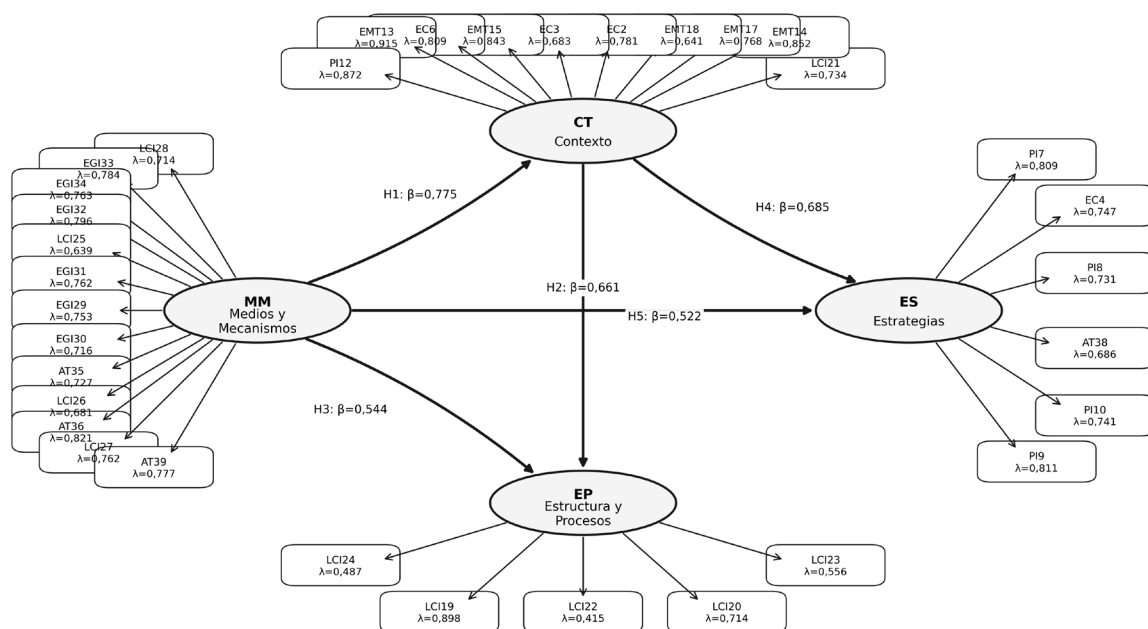 EMT13
λ=0,915
EC6
λ=0,809
EMT15
λ=0,843
EC3
λ=0,683
EC2
λ=0,781
EMT18
λ=0,641
EMT17
λ=0,768
EMT14
λ=0,852
PI12
λ=0,872
LCI21
λ=0,734
CT
Contexto
LCI28
λ=0,714
EGI33
λ=0,784
EGI34
λ=0,763
EGI32
λ=0,796
LCI25
λ=0,639
EGI31
λ=0,762
EGI29
λ=0,753
EGI30
λ=0,716
AT35
λ=0,727
LCI26
λ=0,681
AT36
λ=0,821
LCI27
λ=0,762
AT39
λ=0,777
MM
Medios y
Mecanismos
H1: β=0,775
H4: β=0,685
H2: β=0,661
H5: β=0,522
H3: β=0,544
PI7
λ=0,809
EC4
λ=0,747
PI8
λ=0,731
AT38
λ=0,686
PI10
λ=0,741
PI9
λ=0,811
ES
Estrategias
EP
Estructura y
Procesos
LCI24
λ=0,487
LCI19
λ=0,898
LCI22
λ=0,415
LCI20
λ=0,714
LCI23
λ=0,556